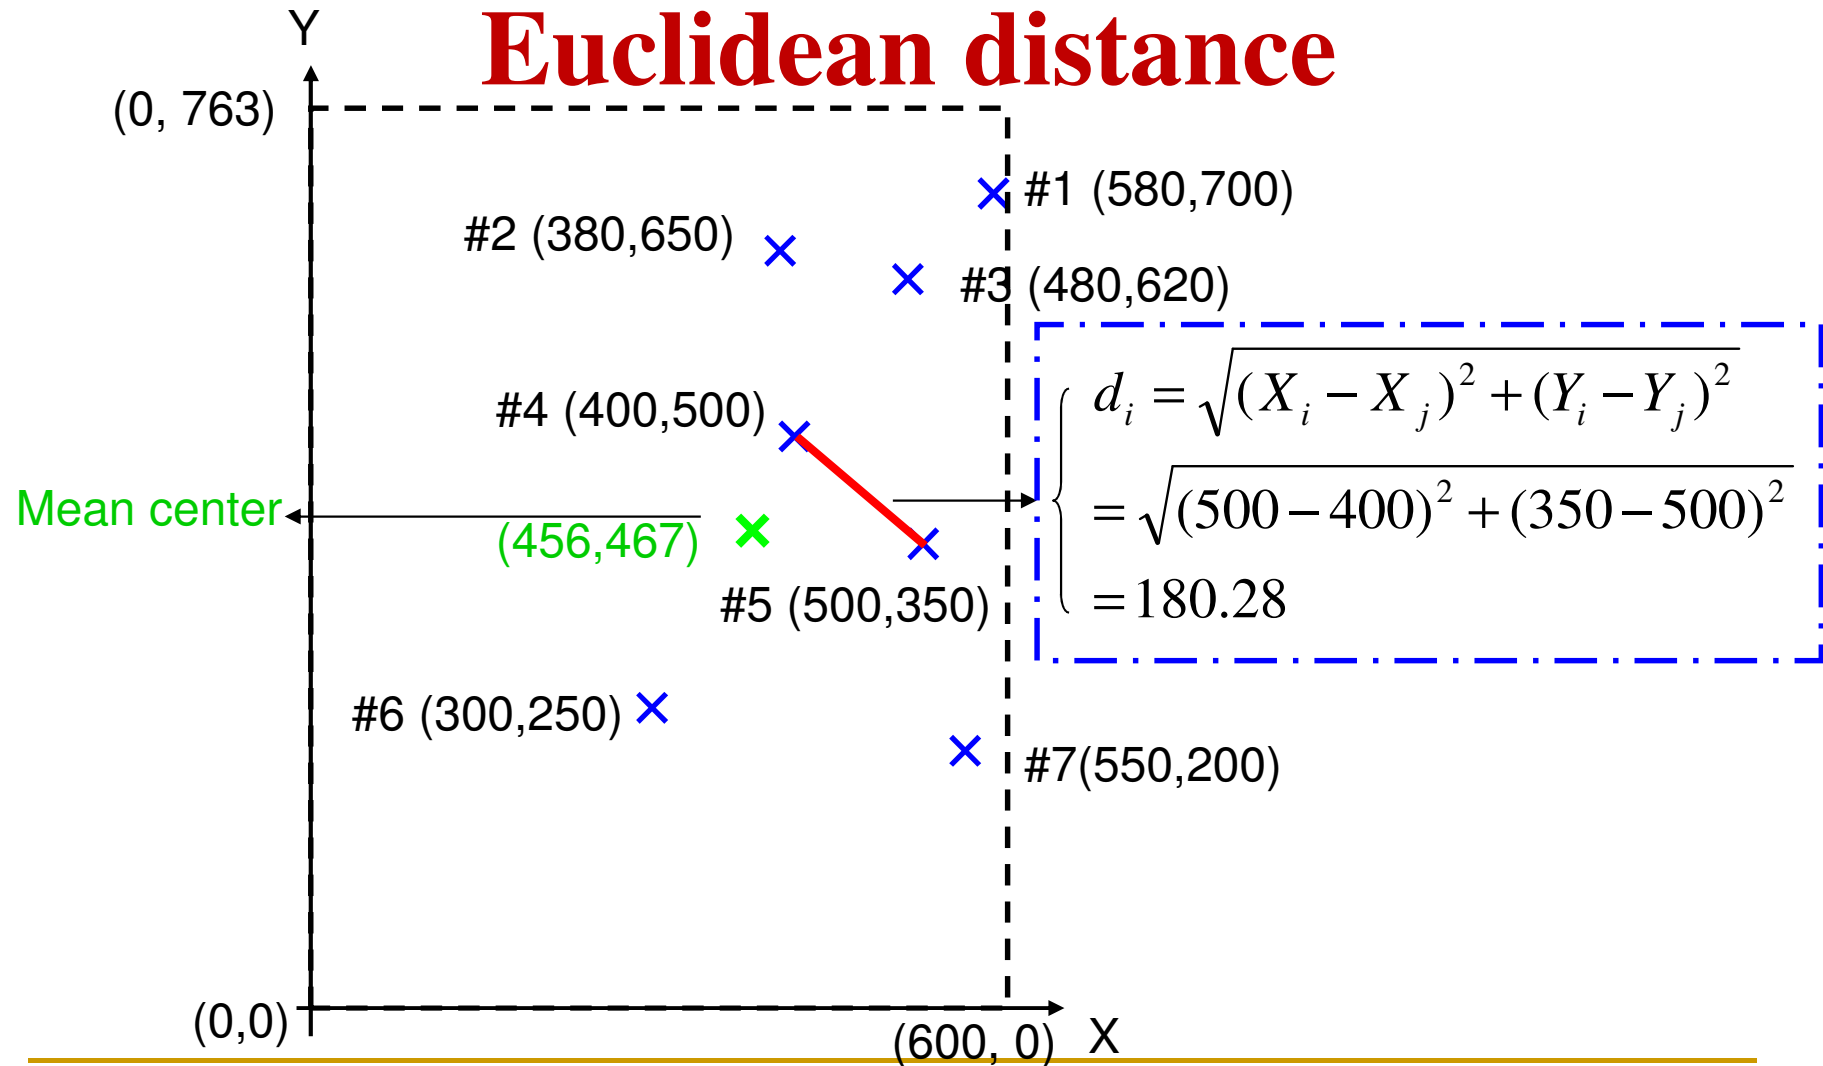 Euclidean distance
Y
(0, 763)
#1 (580,700)
#2 (380,650)
#3 (480,620)
d_i = √((X_i − X_j)² + (Y_i − Y_j)²)
#4 (400,500)
Mean center
(456,467)
= √((500 − 400)² + (350 − 500)²)
#5 (500,350)
= 180.28
#6 (300,250)
#7(550,200)
(0,0)
(600, 0)
X